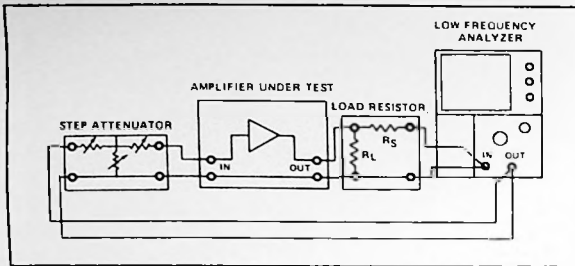 LOW FREQUENCY
ANALYZER
AMPLIFIER UNDER TEST
LOAD RESISTOR
STEP ATTENUATOR
RS
RL
IN
OUT
IN
OUT